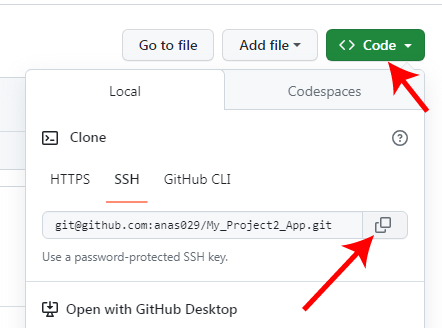 Go to file Add file Code
Local Codespaces
Clone
HTTPS SSH GitHub CLI
git@github.com:anas029/My_Project2_App.git
Use a password-protected SSH key.
Open with GitHub Desktop